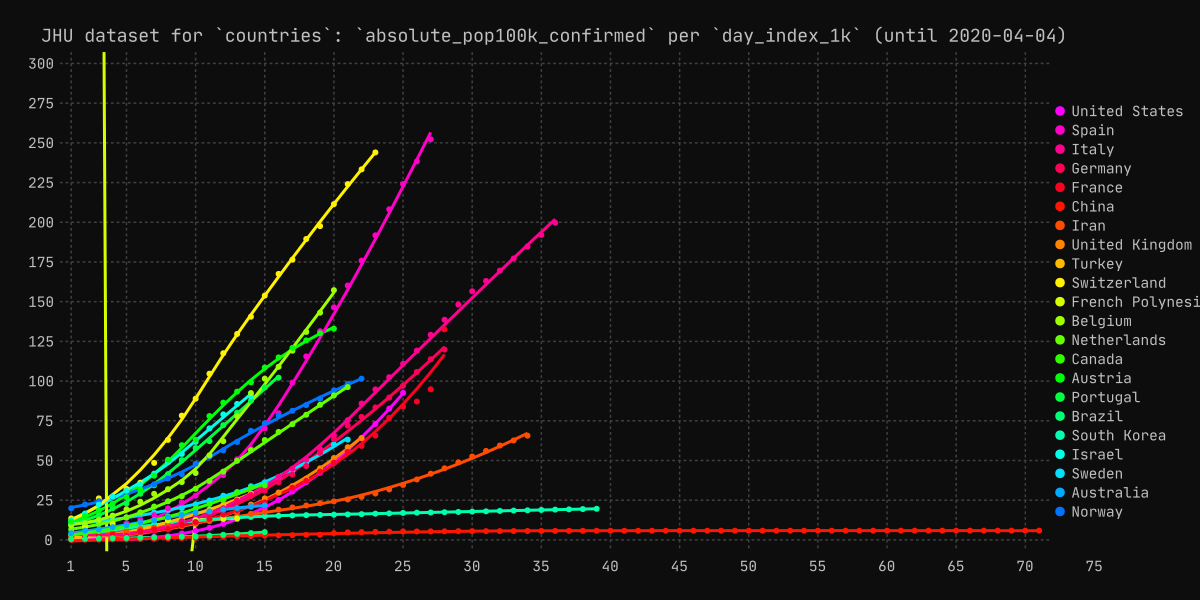 JHU dataset for `countries`: `absolute_pop100k_confirmed` per `day_index_1k` (until 2020-04-04)
300
275
250
225
200
175
150
125
100
75
50
25
0
1 5 10 15 20 25 30 35 40 45 50 55 60 65 70 75
United States
Spain
Italy
Germany
France
China
Iran
United Kingdom
Turkey
Switzerland
French Polynesi
Belgium
Netherlands
Canada
Austria
Portugal
Brazil
South Korea
Israel
Sweden
Australia
Norway